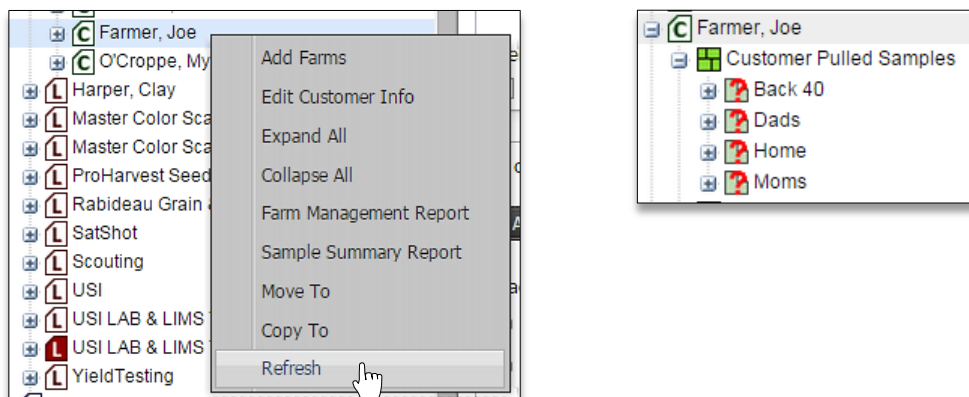 C Farmer, Joe
C O'Croppe, My
L Harper, Clay
L Master Color Sca
L Master Color Sca
L ProHarvest Seed
L Rabideau Grain
L SatShot
L Scouting
L USI
L USI LAB & LIMS
L USI LAB & LIMS
L YieldTesting
Add Farms
Edit Customer Info
Expand All
Collapse All
Farm Management Report
Sample Summary Report
Move To
Copy To
Refresh
C Farmer, Joe
Customer Pulled Samples
? Back 40
? Dads
? Home
? Moms